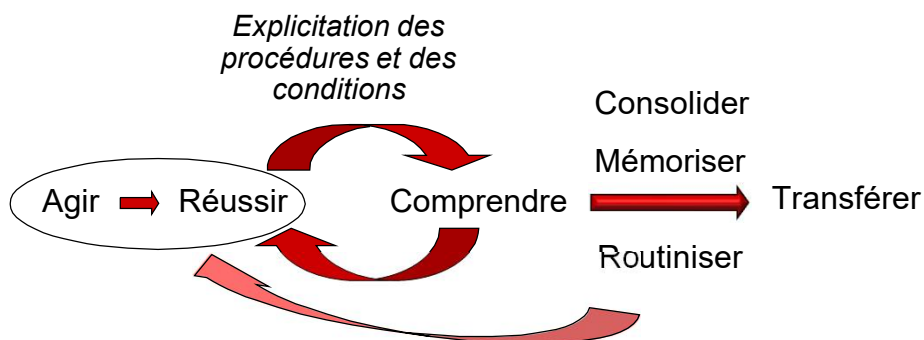 Explicitation des
procédures et des
conditions
Consolider
Mémoriser
Agir
Réussir
Comprendre
Transférer
Routiniser